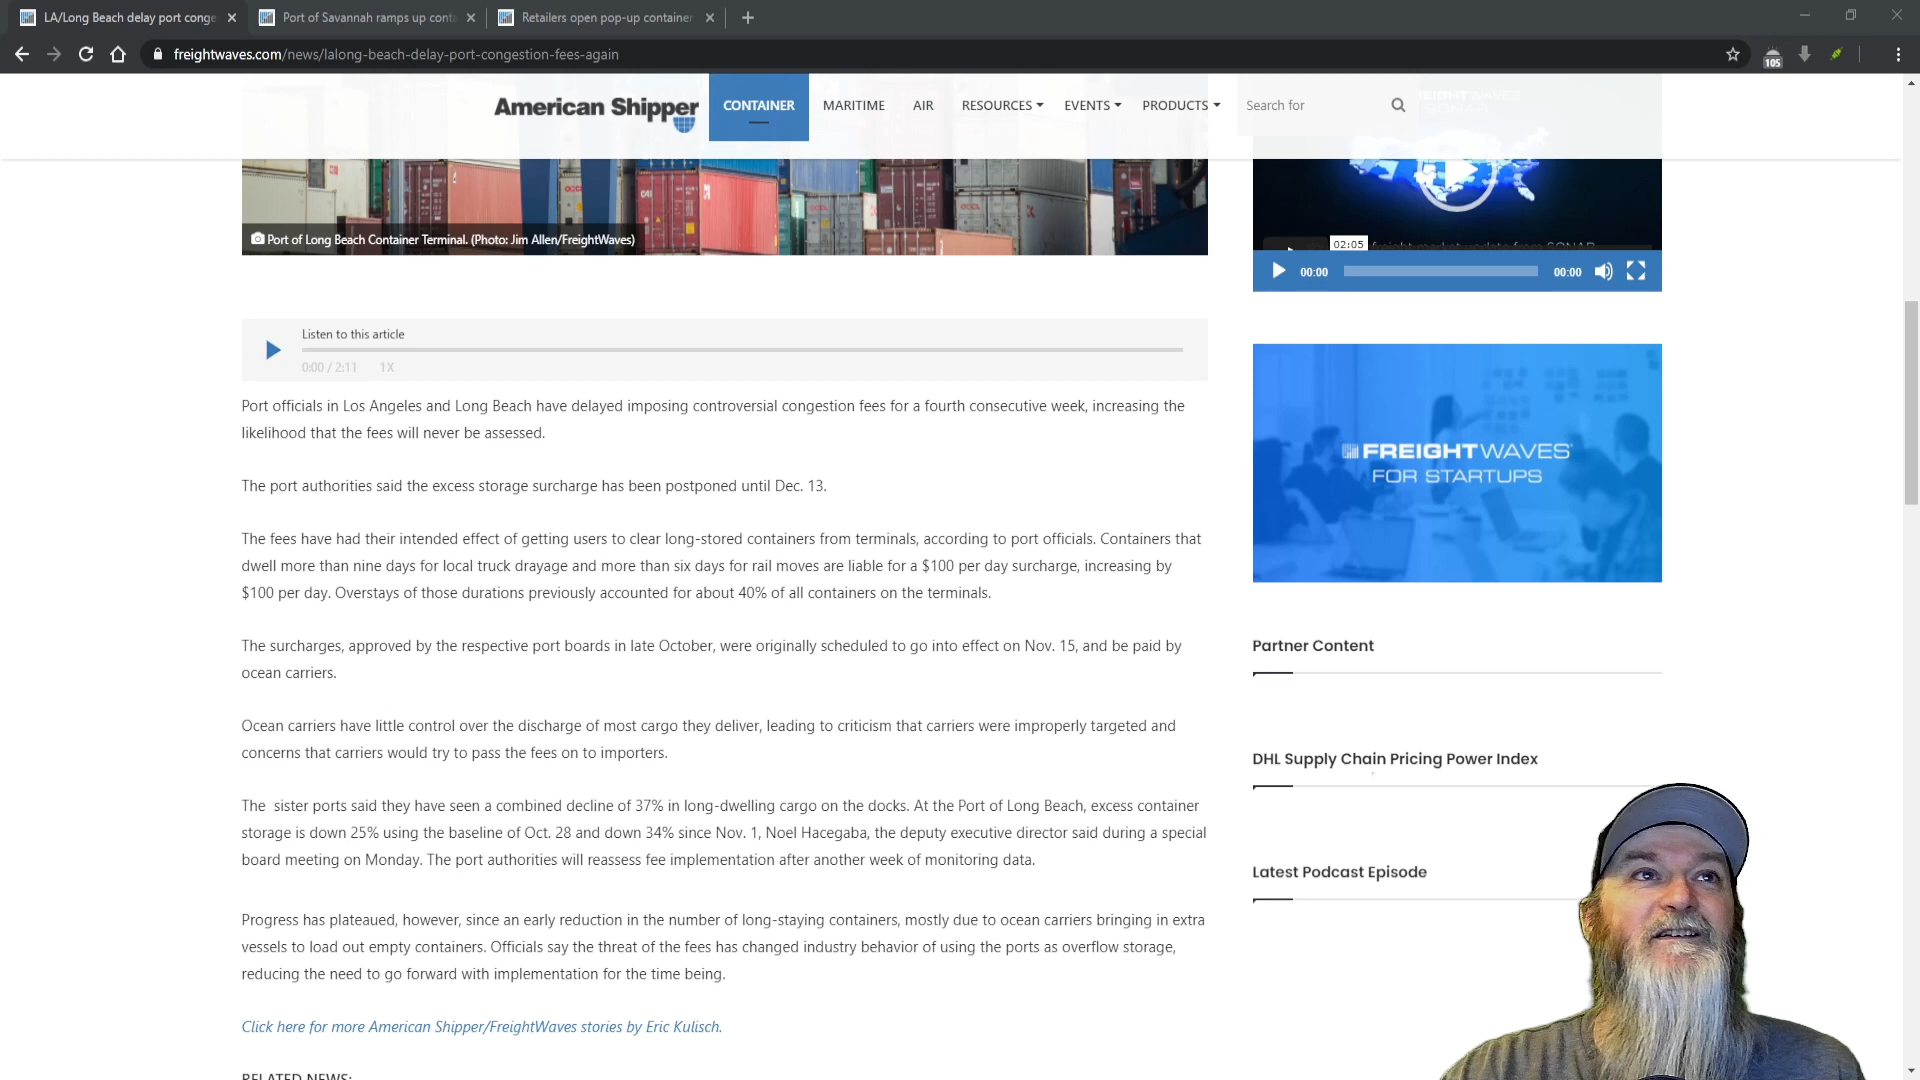 LA/Long Beach delay port conge
Port of Savannah ramps up conta
Retailers open pop-up container
freightwaves.com/news/lalong-beach-delay-port-congestion-fees-again
105
American Shipper
CONTAINER
MARITIME
AIR
RESOURCES
EVENTS
PRODUCTS
Search for
Port of Long Beach Container Terminal. (Photo: Jim Allen/FreightWaves)
02:05
freight market update from SONAR
00:00
00:00
Listen to this article
0:00 / 2:11
1X
Port officials in Los Angeles and Long Beach have delayed imposing controversial congestion fees for a fourth consecutive week, increasing the
likelihood that the fees will never be assessed.
The port authorities said the excess storage surcharge has been postponed until Dec. 13.
The fees have had their intended effect of getting users to clear long-stored containers from terminals, according to port officials. Containers that
dwell more than nine days for local truck drayage and more than six days for rail moves are liable for a $100 per day surcharge, increasing by
$100 per day. Overstays of those durations previously accounted for about 40% of all containers on the terminals.
The surcharges, approved by the respective port boards in late October, were originally scheduled to go into effect on Nov. 15, and be paid by
ocean carriers.
Ocean carriers have little control over the discharge of most cargo they deliver, leading to criticism that carriers were improperly targeted and
concerns that carriers would try to pass the fees on to importers.
The  sister ports said they have seen a combined decline of 37% in long-dwelling cargo on the docks. At the Port of Long Beach, excess container
storage is down 25% using the baseline of Oct. 28 and down 34% since Nov. 1, Noel Hacegaba, the deputy executive director said during a special
board meeting on Monday. The port authorities will reassess fee implementation after another week of monitoring data.
Progress has plateaued, however, since an early reduction in the number of long-staying containers, mostly due to ocean carriers bringing in extra
vessels to load out empty containers. Officials say the threat of the fees has changed industry behavior of using the ports as overflow storage,
reducing the need to go forward with implementation for the time being.
Click here for more American Shipper/FreightWaves stories by Eric Kulisch.
RELATED NEWS:
FREIGHTWAVES
FOR STARTUPS
Partner Content
DHL Supply Chain Pricing Power Index
Latest Podcast Episode